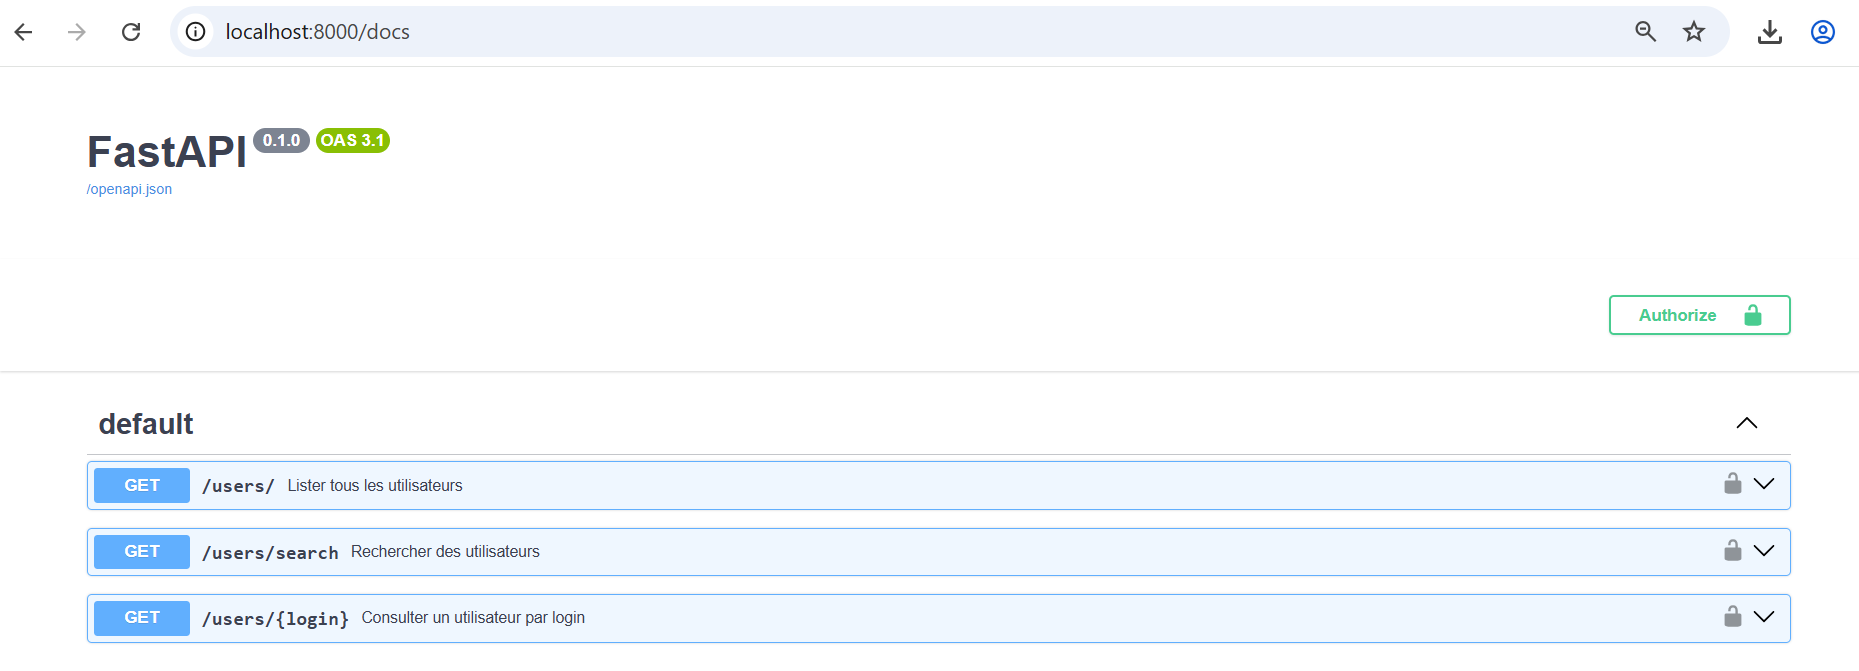 localhost:8000/docs
FastAPI 0.1.0 OAS 3.1
/openapi.json
Authorize
default
GET /users/ Lister tous les utilisateurs
GET /users/search Rechercher des utilisateurs
GET /users/{login} Consulter un utilisateur par login